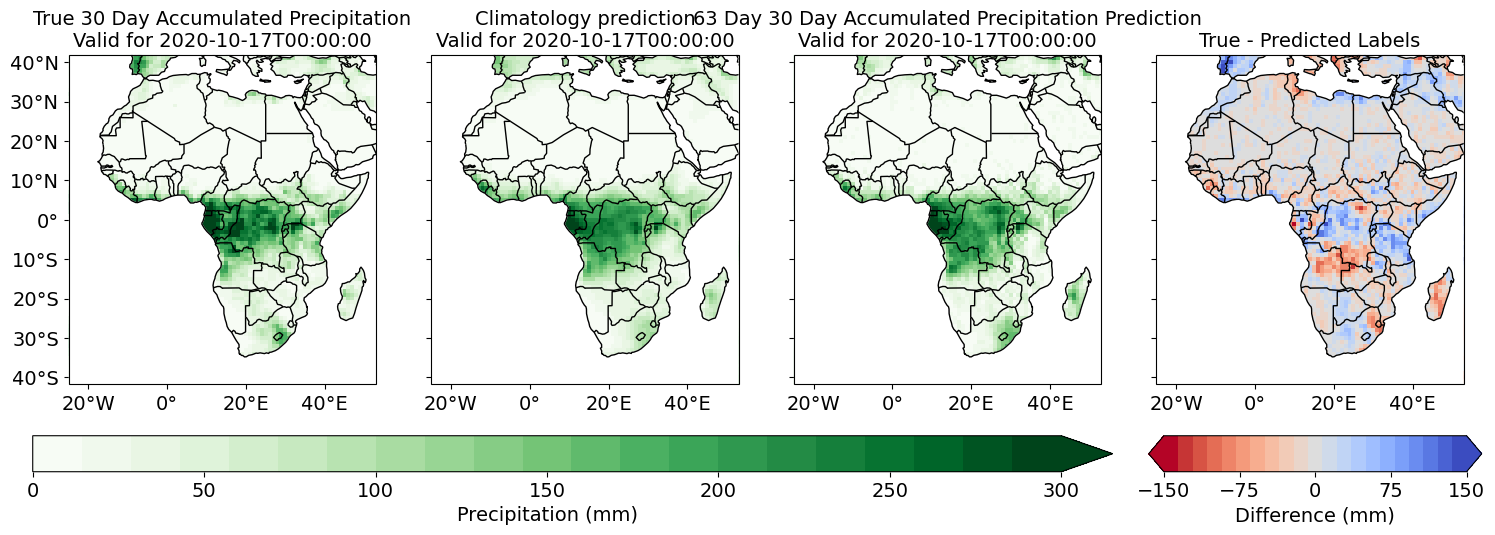 True 30 Day Accumulated Precipitation
Valid for 2020-10-17T00:00:00
Climatology prediction
Valid for 2020-10-17T00:00:00
63 Day 30 Day Accumulated Precipitation Prediction
Valid for 2020-10-17T00:00:00
True - Predicted Labels
40°N
30°N
20°N
10°N
0°
10°S
20°S
30°S
40°S
20°W 0° 20°E 40°E
20°W 0° 20°E 40°E
20°W 0° 20°E 40°E
20°W 0° 20°E 40°E
0 50 100 150 200 250 300
Precipitation (mm)
−150 −75 0 75 150
Difference (mm)